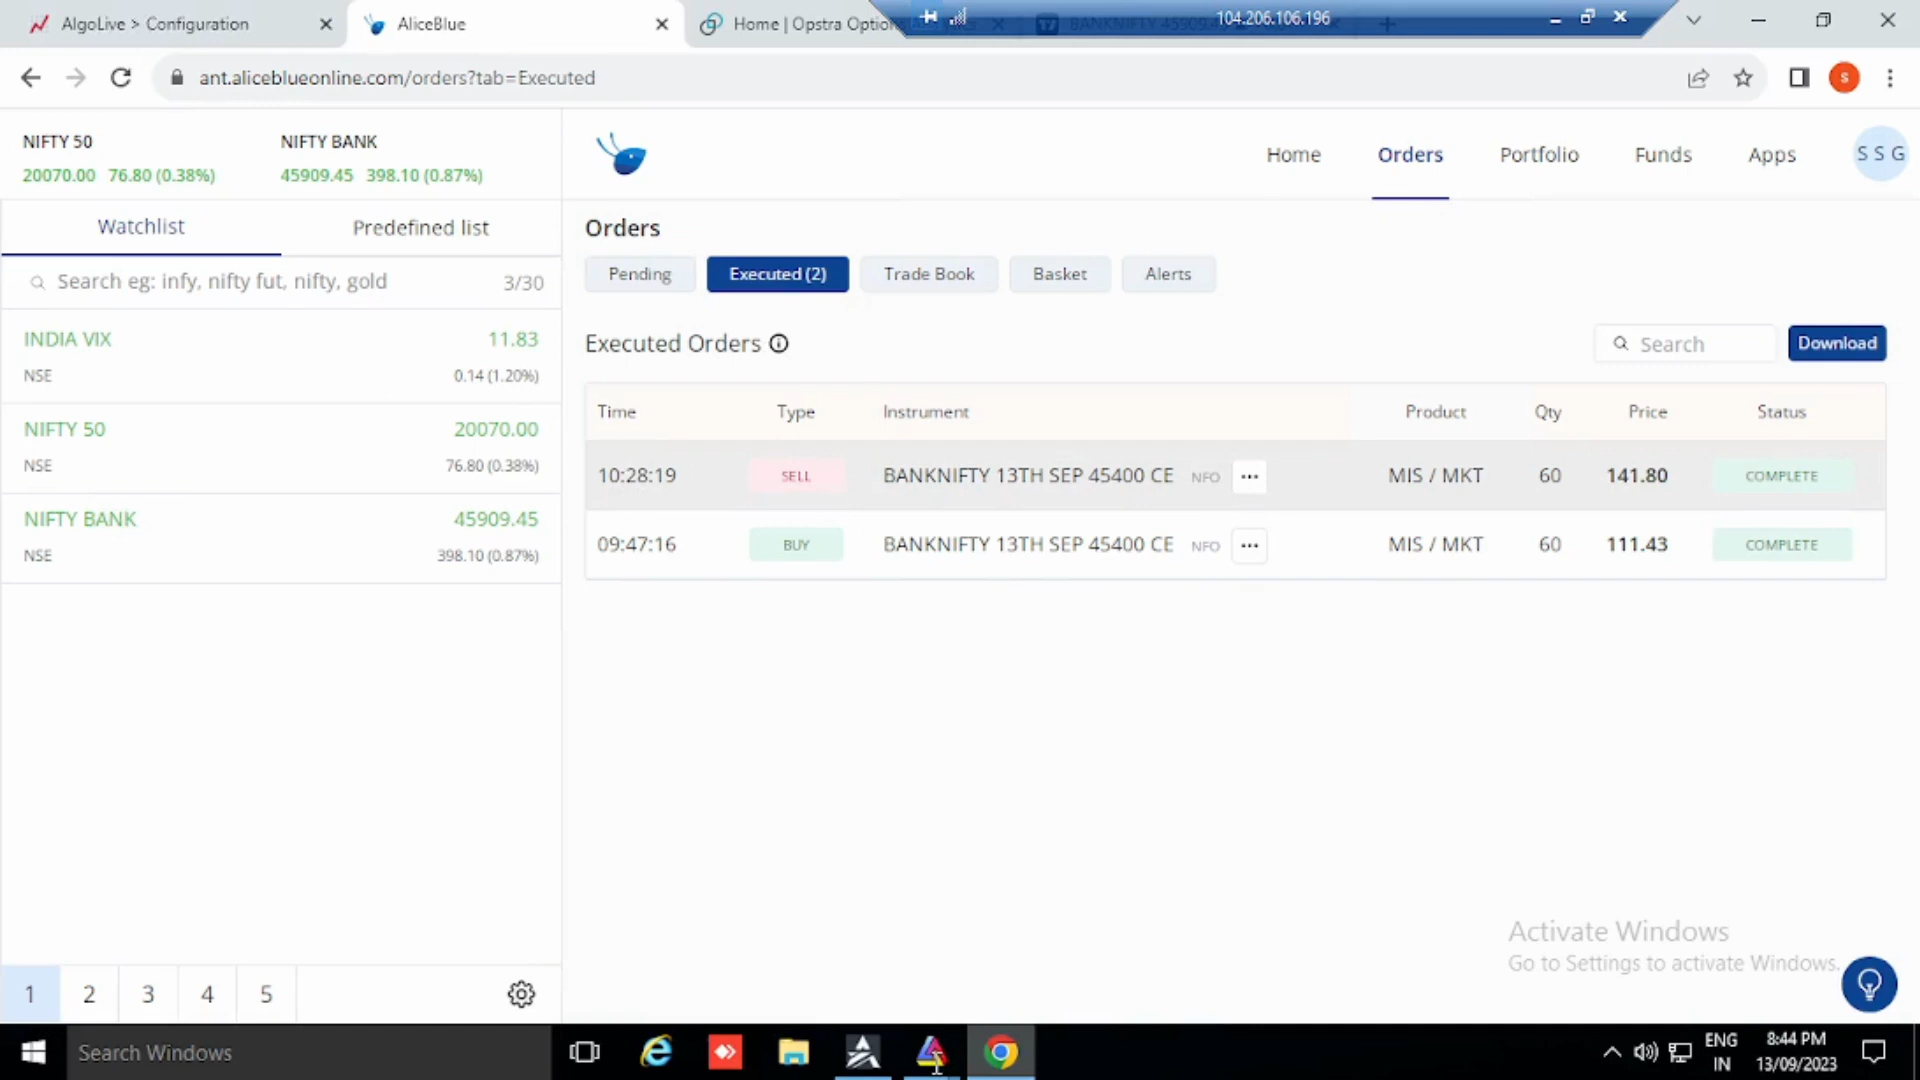 AlgoLive > Configuration
AliceBlue
Home | Opstra Option
BANKNIFTY 45909.4
104.206.106.196
ant.aliceblueonline.com/orders?tab=Executed
S
NIFTY 50
20070.00 76.80 (0.38%)
NIFTY BANK
45909.45 398.10 (0.87%)
Home
Orders
Portfolio
Funds
Apps
S S G
Watchlist
Predefined list
Search eg: infy, nifty fut, nifty, gold
3/30
INDIA VIX
11.83
NSE
0.14 (1.20%)
NIFTY 50
20070.00
NSE
76.80 (0.38%)
NIFTY BANK
45909.45
NSE
398.10 (0.87%)
1 2 3 4 5
Orders
Pending
Executed (2)
Trade Book
Basket
Alerts
Executed Orders
Search
Download
Time Type Instrument Product Qty Price Status
10:28:19 SELL BANKNIFTY 13TH SEP 45400 CE NFO ... MIS / MKT 60 141.80 COMPLETE
09:47:16 BUY BANKNIFTY 13TH SEP 45400 CE NFO ... MIS / MKT 60 111.43 COMPLETE
Activate Windows
Go to Settings to activate Windows.
Search Windows
ENG
IN
8:44 PM
13/09/2023